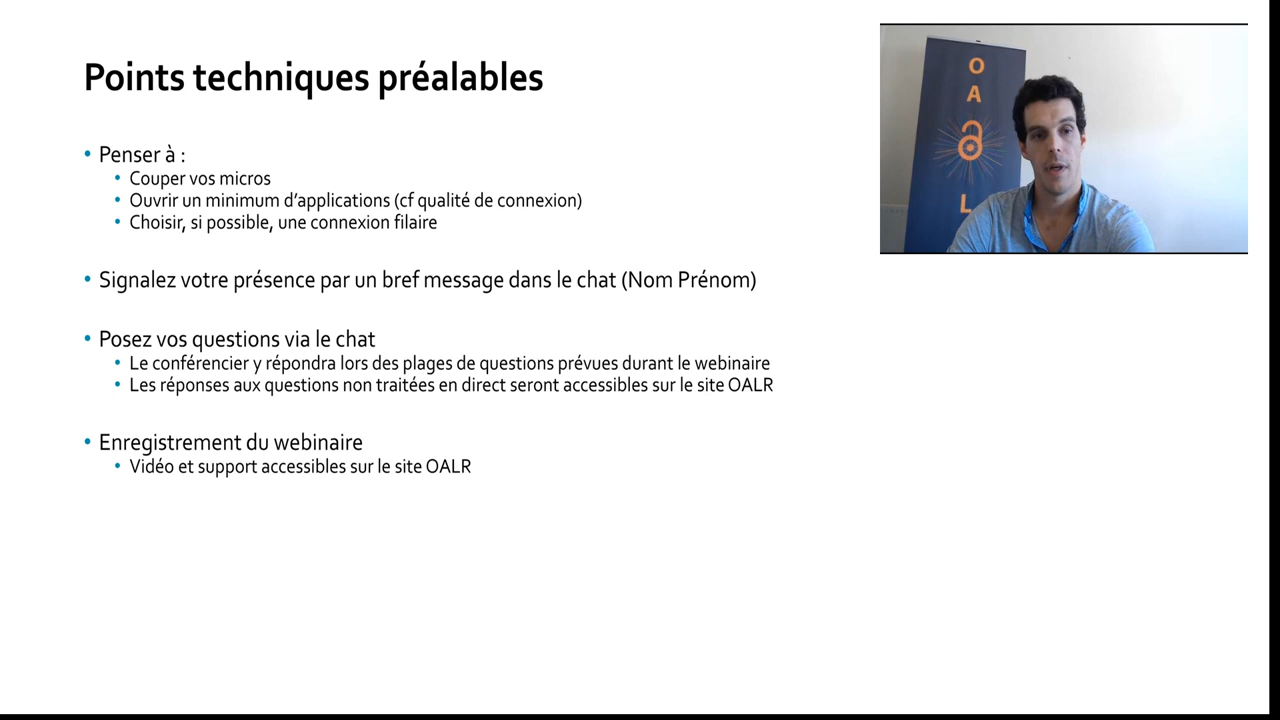 Points techniques préalables
• Penser à :
• Couper vos micros
• Ouvrir un minimum d'applications (cf qualité de connexion)
• Choisir, si possible, une connexion filaire
• Signalez votre présence par un bref message dans le chat (Nom Prénom)
• Posez vos questions via le chat
• Le conférencier y répondra lors des plages de questions prévues durant le webinaire
• Les réponses aux questions non traitées en direct seront accessibles sur le site OALR
• Enregistrement du webinaire
• Vidéo et support accessibles sur le site OALR
O
A
L